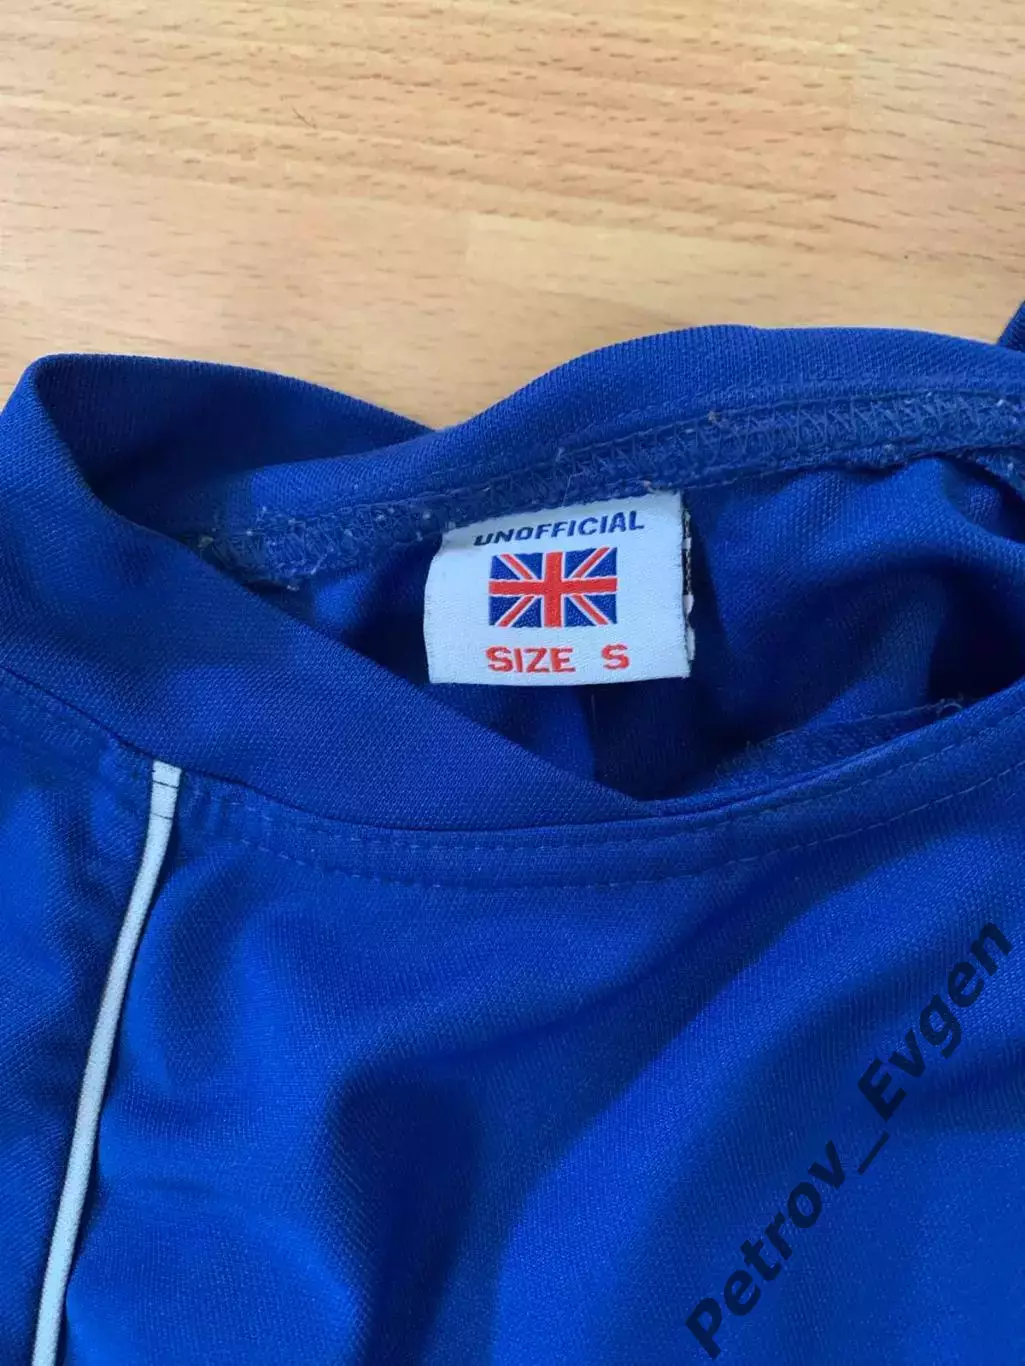 UNOFFICIAL
SIZE S
Petrov_Evgen